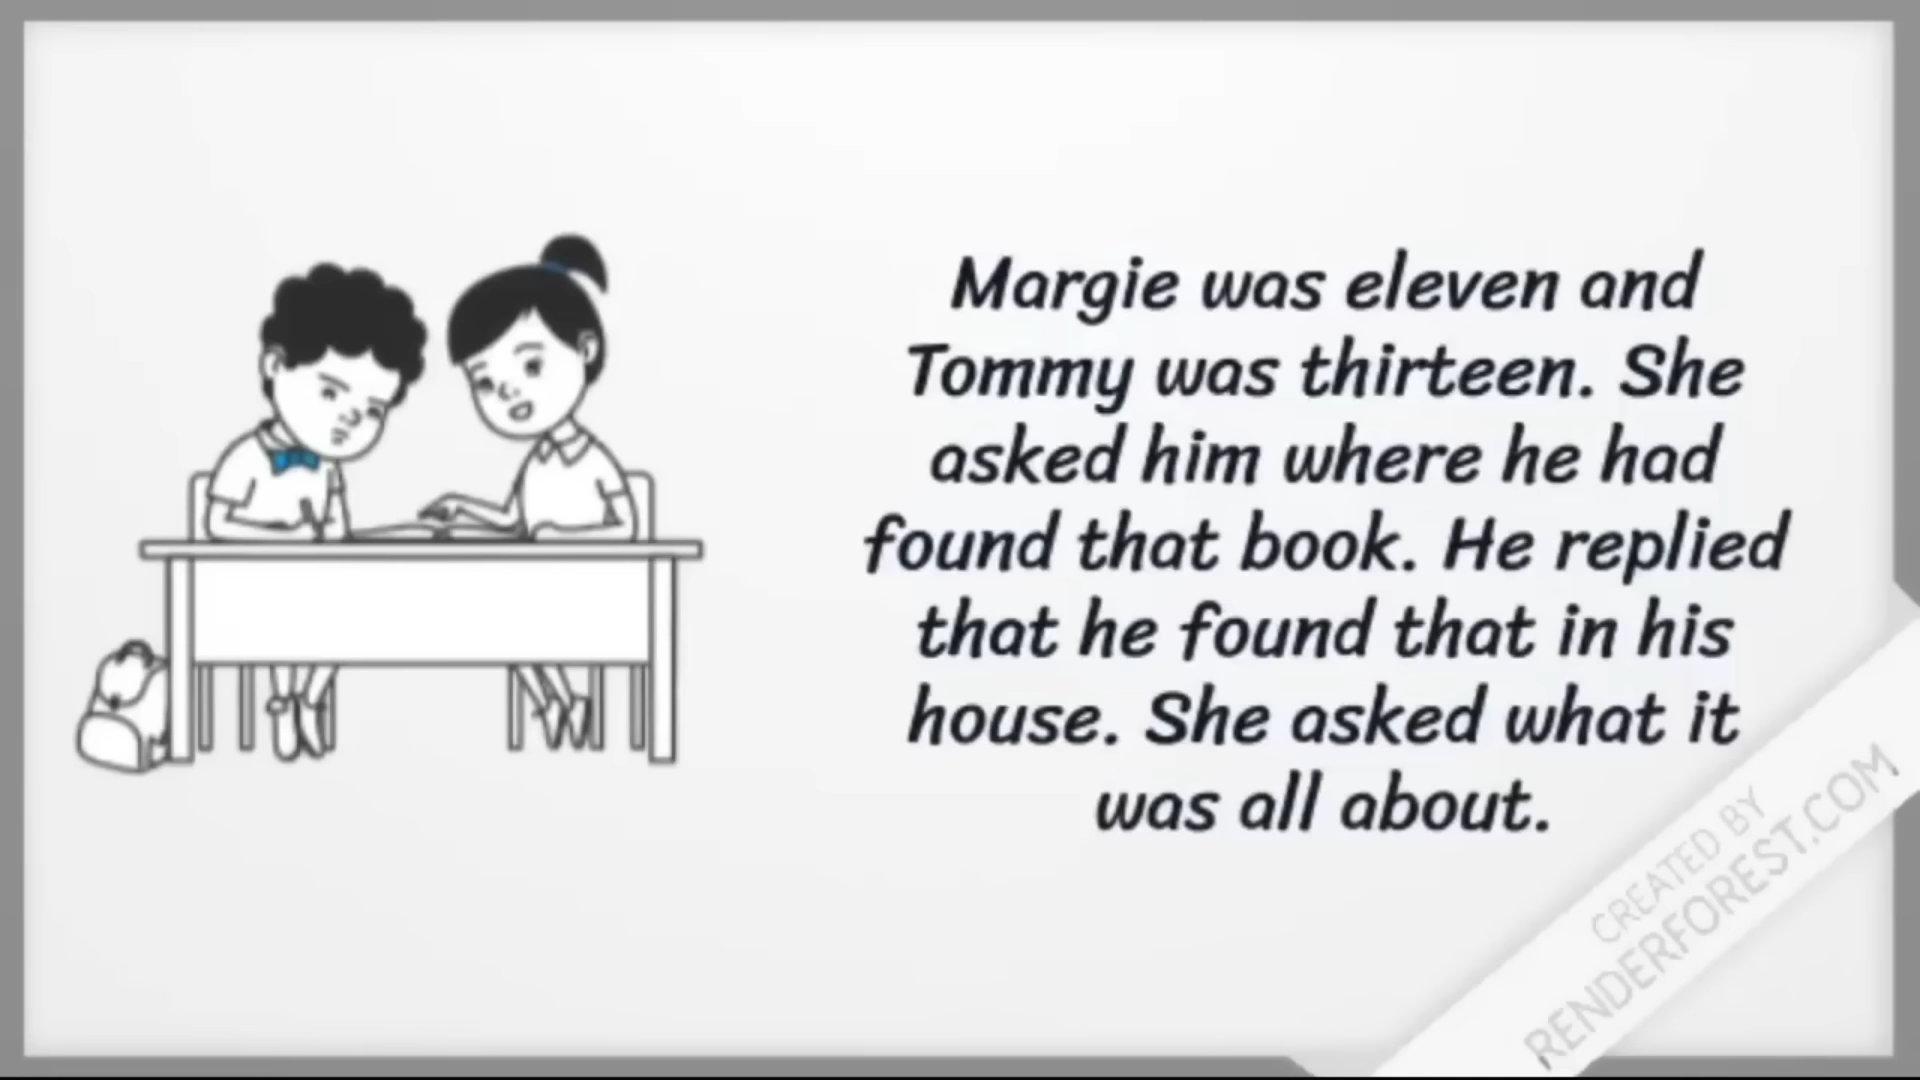 Margie was eleven and
Tommy was thirteen. She
asked him where he had
found that book. He replied
that he found that in his
house. She asked what it
was all about.
CREATED BY
RENDERFOREST.COM